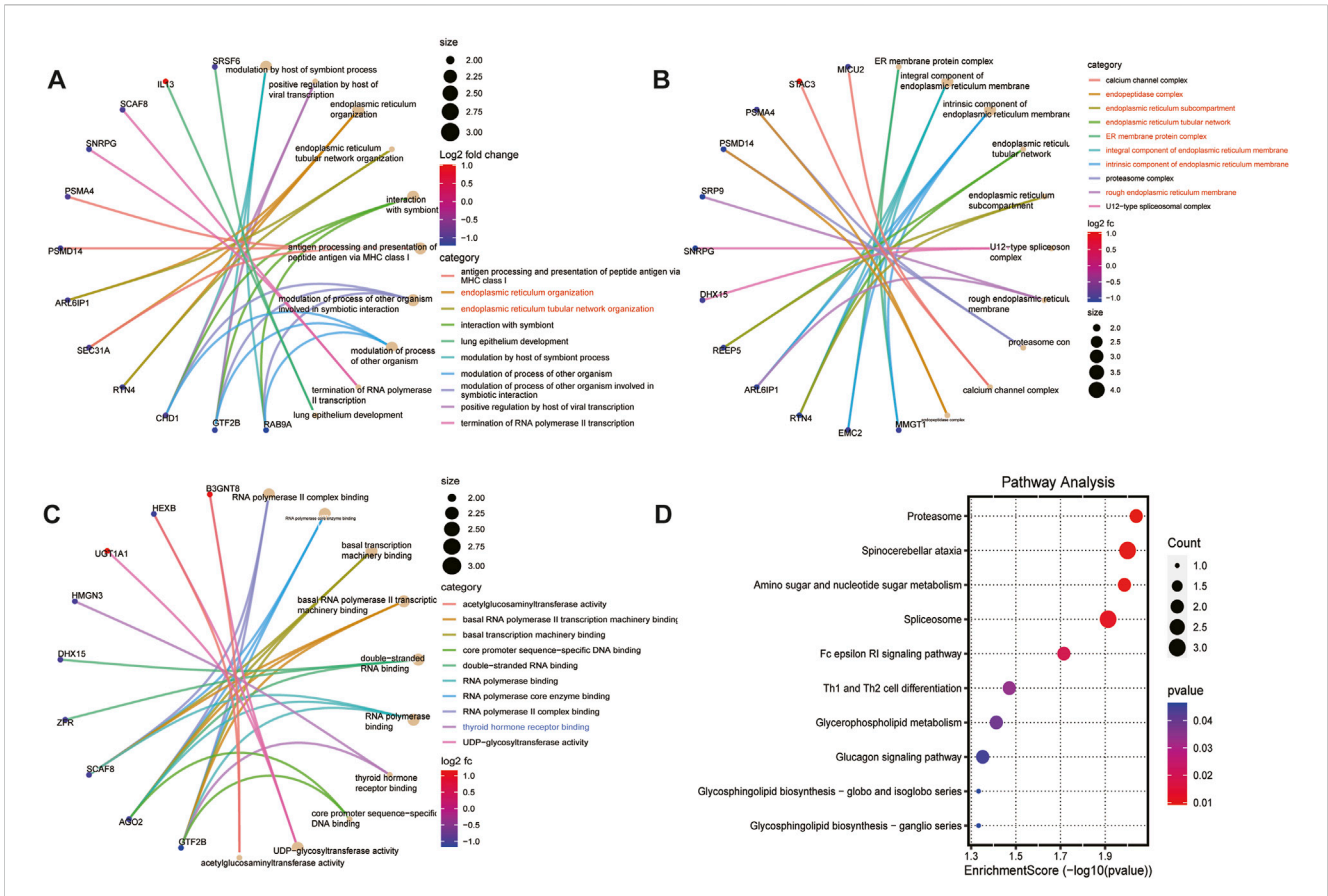 A
SRSF6
IL13
SCAF8
SNRPG
PSMA4
PSMD14
ARL6IP1
SEC31A
RTN4
CHD1
GTF2B
RAB9A
modulation by host of symbiont process
positive regulation by host of
viral transcription
endoplasmic reticulum
organization
endoplasmic reticulum
tubular network organization
interaction
with symbiont
antigen processing and presentation of
peptide antigen via MHC class I
modulation of process of other organism
involved in symbiotic interaction
modulation of process
of other organism
termination of RNA polymerase
II transcription
lung epithelium development
size
2.00
2.25
2.50
2.75
3.00
Log2 fold change
1.0
0.5
0.0
−0.5
−1.0
category
antigen processing and presentation of peptide antigen via
MHC class I
endoplasmic reticulum organization
endoplasmic reticulum tubular network organization
interaction with symbiont
lung epithelium development
modulation by host of symbiont process
modulation of process of other organism
modulation of process of other organism involved in
symbiotic interaction
positive regulation by host of viral transcription
termination of RNA polymerase II transcription
B
MICU2
STAC3
PSMA4
PSMD14
SRP9
SNRPG
DHX15
REEP5
ARL6IP1
RTN4
EMC2
MMGT1
ER membrane protein complex
integral component of
endoplasmic reticulum membrane
intrinsic component of
endoplasmic reticulum membrane
endoplasmic reticulum
tubular network
endoplasmic reticulum
subcompartment
U12−type spliceosom
complex
rough endoplasmic reticulu
membrane
proteasome con
calcium channel complex
endopeptidase complex
category
calcium channel complex
endopeptidase complex
endoplasmic reticulum subcompartment
endoplasmic reticulum tubular network
ER membrane protein complex
integral component of endoplasmic reticulum membrane
intrinsic component of endoplasmic reticulum membrane
proteasome complex
rough endoplasmic reticulum membrane
U12−type spliceosomal complex
log2 fc
1.0
0.5
0.0
−0.5
−1.0
size
2.0
2.5
3.0
3.5
4.0
C
B3GNT8
HEXB
UGT1A1
HMGN3
DHX15
ZFR
SCAF8
AGO2
GTF2B
RNA polymerase II complex binding
RNA polymerase core enzyme binding
basal transcription
machinery binding
basal RNA polymerase II transcriptic
machinery binding
double−stranded
RNA binding
RNA polymerase
binding
thyroid hormone
receptor binding
core promoter sequence−specific
DNA binding
UDP−glycosyltransferase activity
acetylglucosaminyltransferase activity
size
2.00
2.25
2.50
2.75
3.00
category
acetylglucosaminyltransferase activity
basal RNA polymerase II transcription machinery binding
basal transcription machinery binding
core promoter sequence−specific DNA binding
double−stranded RNA binding
RNA polymerase binding
RNA polymerase core enzyme binding
RNA polymerase II complex binding
thyroid hormone receptor binding
UDP−glycosyltransferase activity
log2 fc
1.0
0.5
0.0
−0.5
−1.0
D
Pathway Analysis
Proteasome
Spinocerebellar ataxia
Amino sugar and nucleotide sugar metabolism
Spliceosome
Fc epsilon RI signaling pathway
Th1 and Th2 cell differentiation
Glycerophospholipid metabolism
Glucagon signaling pathway
Glycosphingolipid biosynthesis − globo and isoglobo series
Glycosphingolipid biosynthesis − ganglio series
1.3 1.5 1.7 1.9
EnrichmentScore (−log10(pvalue))
Count
1.0
1.5
2.0
2.5
3.0
pvalue
0.04
0.03
0.02
0.01